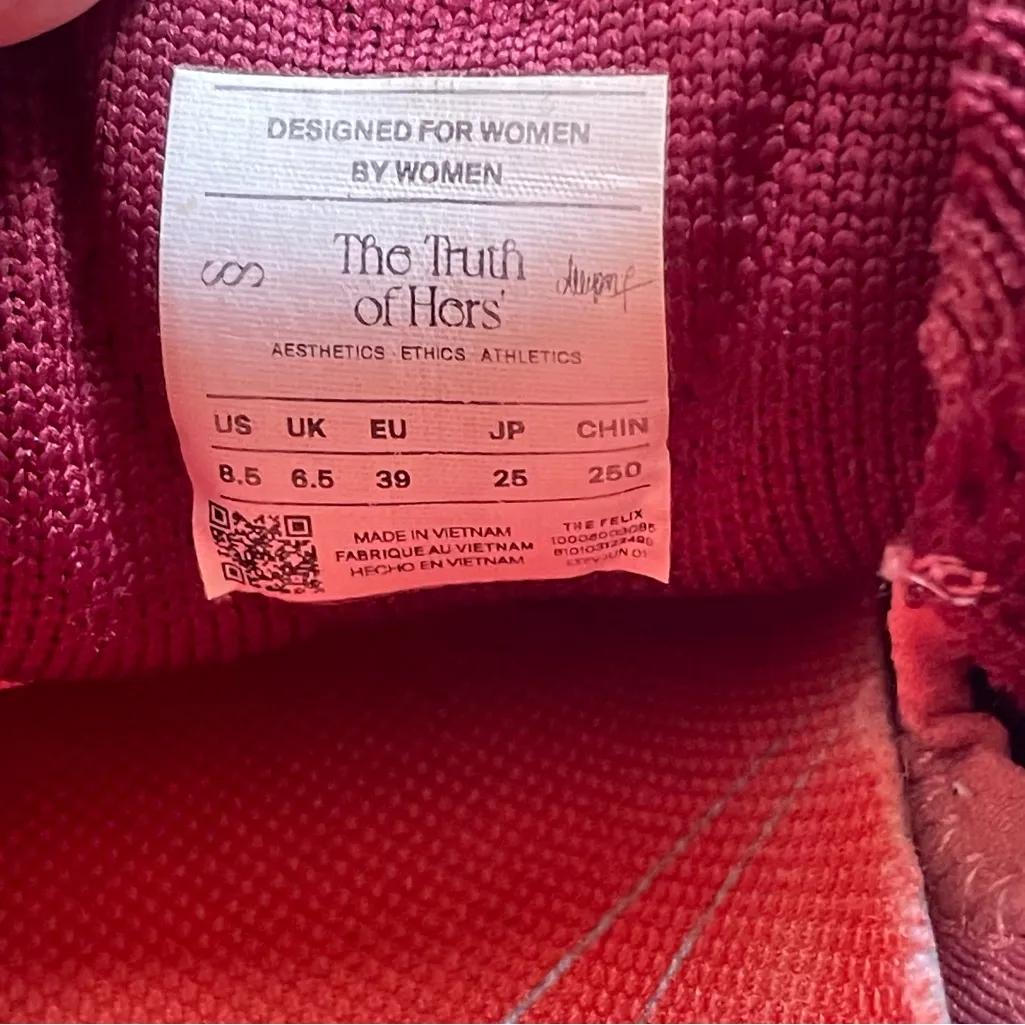 DESIGNED FOR WOMEN
BY WOMEN
The Truth
of Hers'
AESTHETICS · ETHICS · ATHLETICS
US UK EU JP CHIN
8.5 6.5 39 25 250
MADE IN VIETNAM
FABRIQUE AU VIETNAM
HECHO EN VIETNAM
THE FELIX